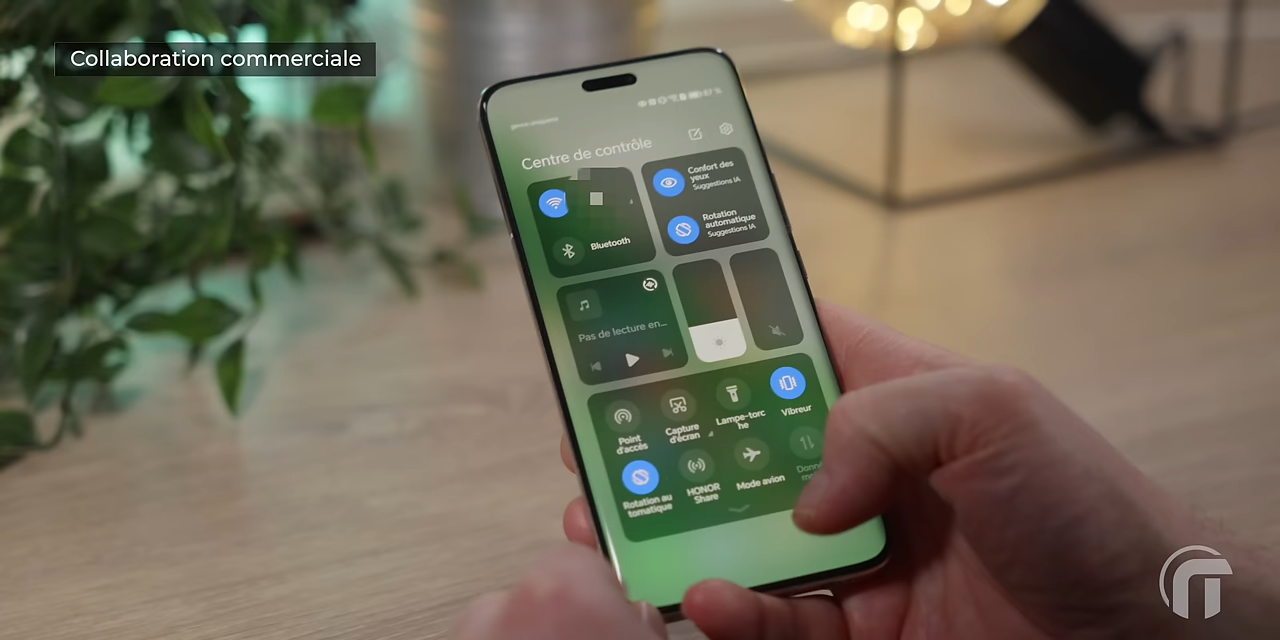 Collaboration commerciale
Centre de contrôle
Confort des
yeux
Suggestions IA
Rotation
automatique
Suggestions IA
Bluetooth
Pas de lecture en...
Point
d'accès
Capture
d'écran
Lampe-torc
he
Vibreur
Rotation au
tomatique
HONOR
Share
Mode avion